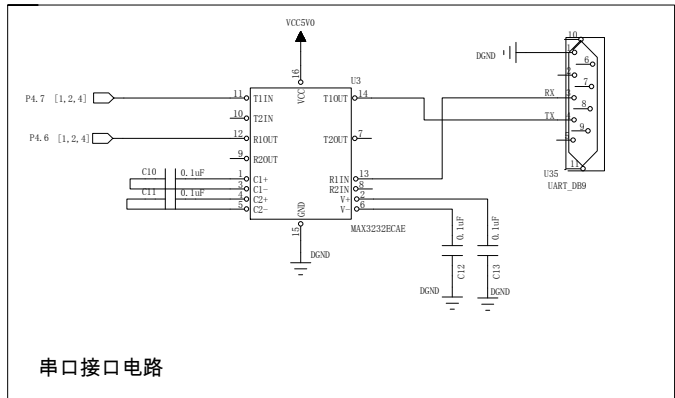 VCC5V0
16
VCC
U3
P4.7 [1,2,4]
11
T1IN
T1OUT
14
10
T2IN
P4.6 [1,2,4]
12
R1OUT
T2OUT
7
9
R2OUT
C10
0.1uF
1
C1+
R1IN
13
3
C1-
R2IN
8
C11
0.1uF
4
C2+
V+
2
5
C2-
V-
6
GND
15
MAX3232ECAE
DGND
0.1uF
C12
DGND
0.1uF
C13
DGND
DGND
10
1
6
2
7
RX
3
8
TX
4
9
5
11
U35
UART_DB9
串口接口电路